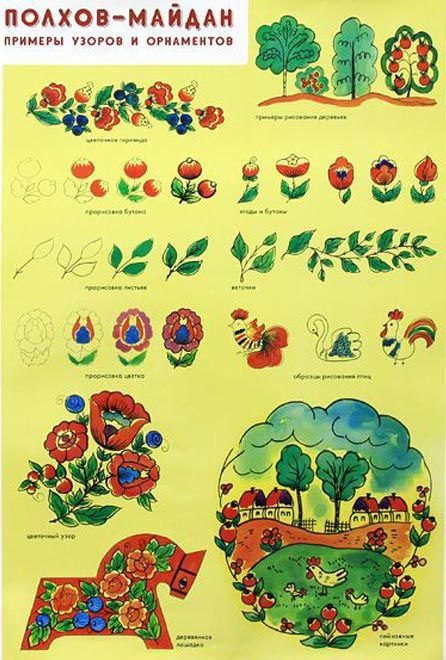 ПОЛХОВ-МАЙДАН
ПРИМЕРЫ УЗОРОВ И ОРНАМЕНТОВ
цветочная гирлянда
примеры рисования деревьев
прорисовка бутона
ягоды и бутоны
прорисовка листьев
веточки
прорисовка цветка
образцы рисования птиц
цветочный узор
деревянная
лошадка
пейзажные
картинки